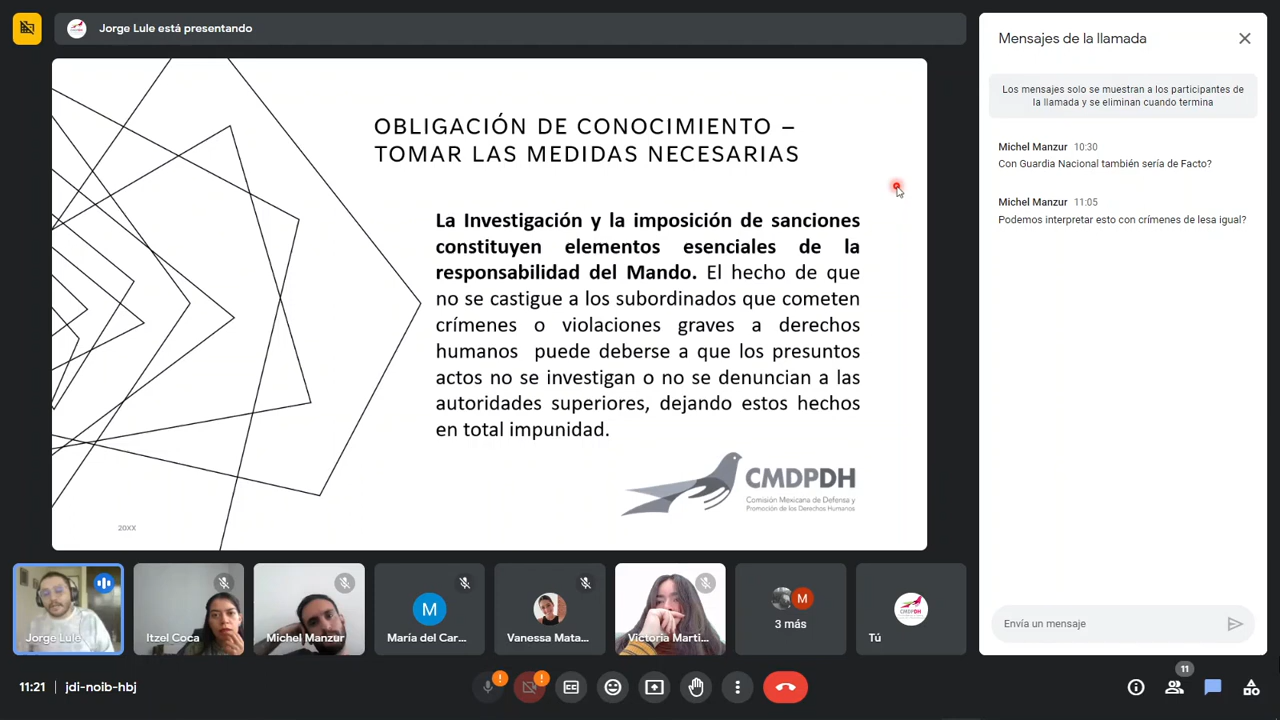 Jorge Lule está presentando
OBLIGACIÓN DE CONOCIMIENTO –
TOMAR LAS MEDIDAS NECESARIAS
La Investigación y la imposición de sanciones
constituyen elementos esenciales de la
responsabilidad del Mando. El hecho de que
no se castigue a los subordinados que cometen
crímenes o violaciones graves a derechos
humanos puede deberse a que los presuntos
actos no se investigan o no se denuncian a las
autoridades superiores, dejando estos hechos
en total impunidad.
CMDPDH
Comisión Mexicana de Defensa y
Promoción de los Derechos Humanos
20XX
Mensajes de la llamada
Los mensajes solo se muestran a los participantes de
la llamada y se eliminan cuando termina
Michel Manzur 10:30
Con Guardia Nacional también sería de Facto?
Michel Manzur 11:05
Podemos interpretar esto con crímenes de lesa igual?
Envía un mensaje
Jorge Lule
Itzel Coca
Michel Manzur
M
María del Car...
Vanessa Mata...
Victoria Marti...
M
3 más
Tú
11:21 jdi-noib-hbj
11